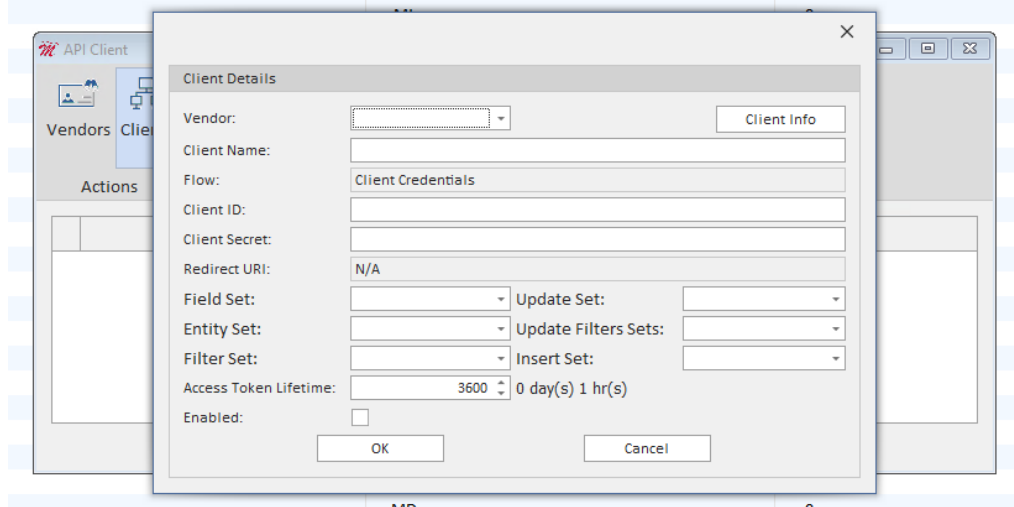 API Client
Vendors
Actions
Client Details
Vendor:
Client Info
Client Name:
Flow: Client Credentials
Client ID:
Client Secret:
Redirect URI: N/A
Field Set: Update Set:
Entity Set: Update Filters Sets:
Filter Set: Insert Set:
Access Token Lifetime: 3600 0 day(s) 1 hr(s)
Enabled:
OK Cancel